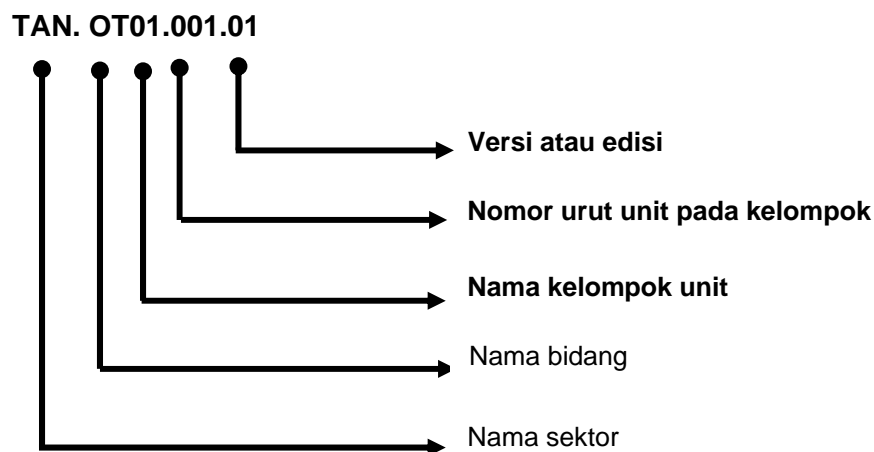 TAN. OT01.001.01
Versi atau edisi
Nomor urut unit pada kelompok
Nama kelompok unit
Nama bidang
Nama sektor